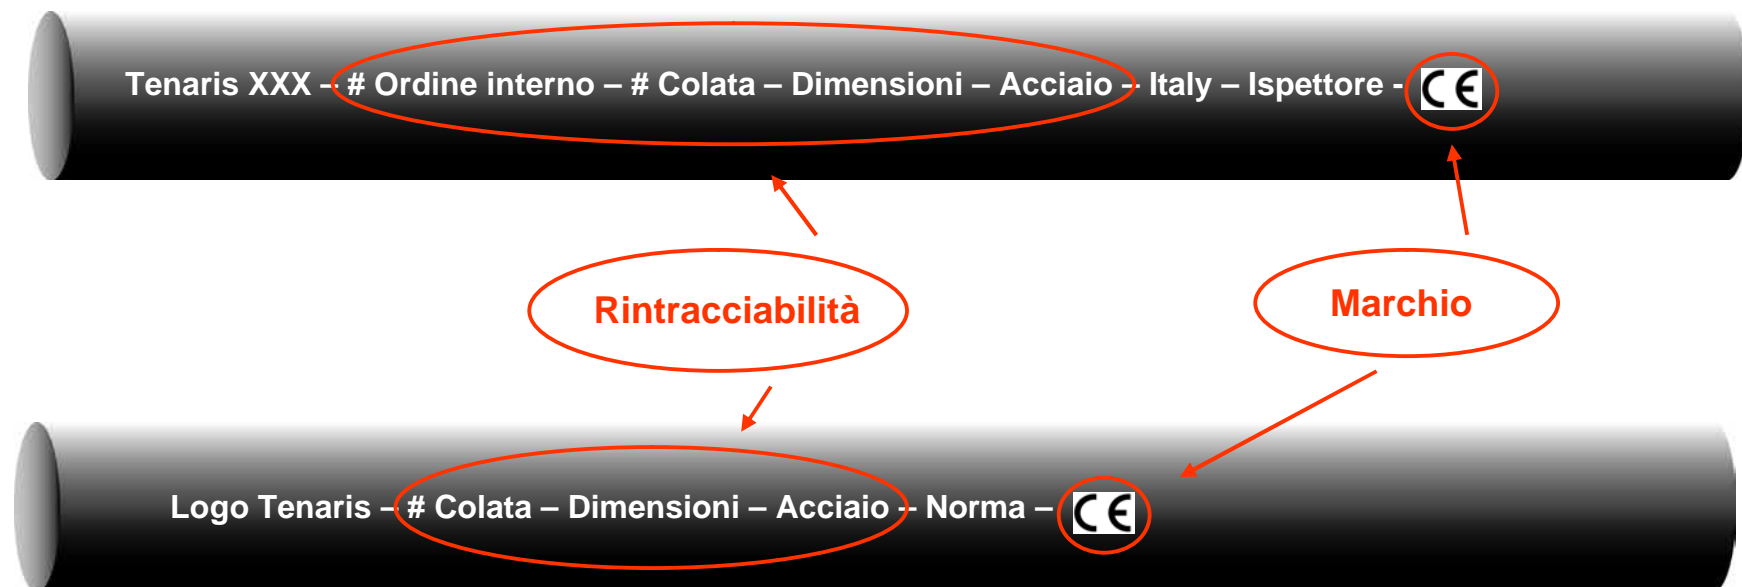 Tenaris XXX – # Ordine interno – # Colata – Dimensioni – Acciaio – Italy – Ispettore - CE
Rintracciabilità
Marchio
Logo Tenaris – # Colata – Dimensioni – Acciaio – Norma – CE